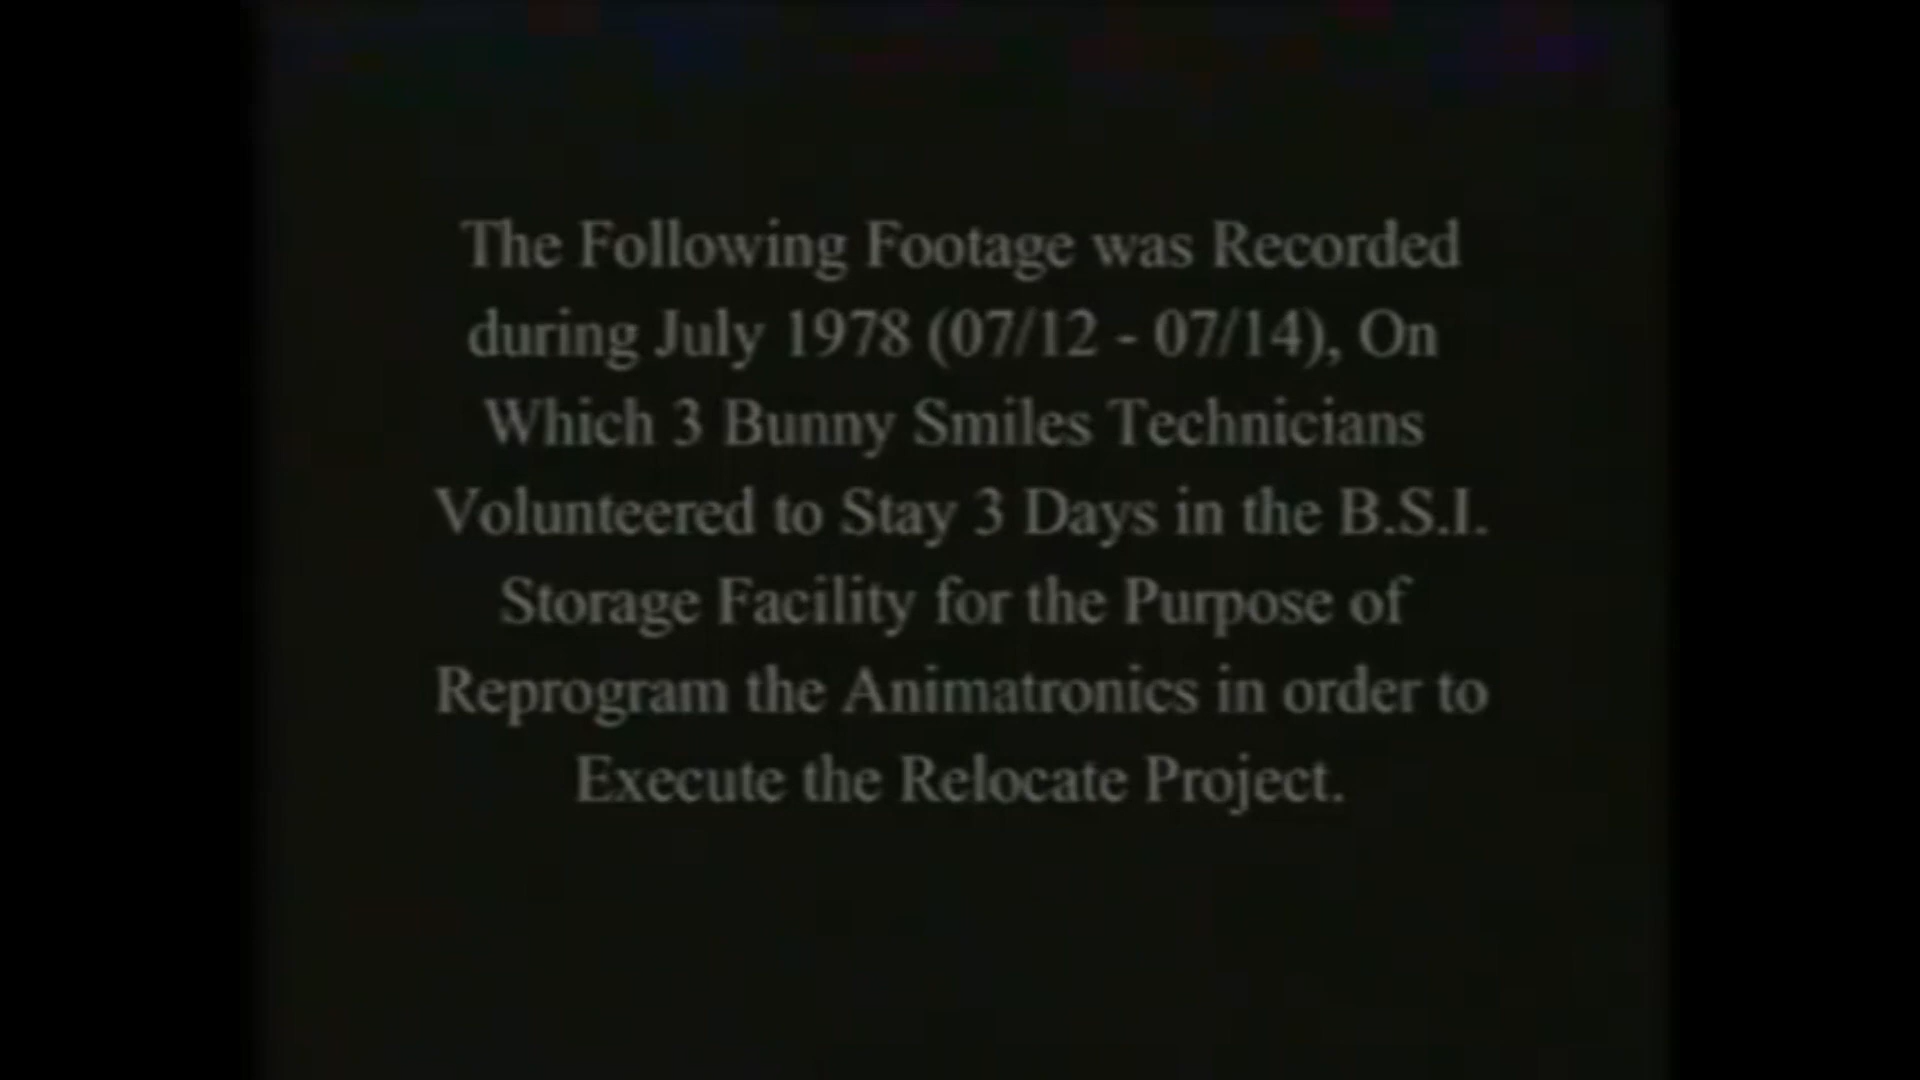 The Following Footage was Recorded
during July 1978 (07/12 - 07/14), On
Which 3 Bunny Smiles Technicians
Volunteered to Stay 3 Days in the B.S.I.
Storage Facility for the Purpose of
Reprogram the Animatronics in order to
Execute the Relocate Project.